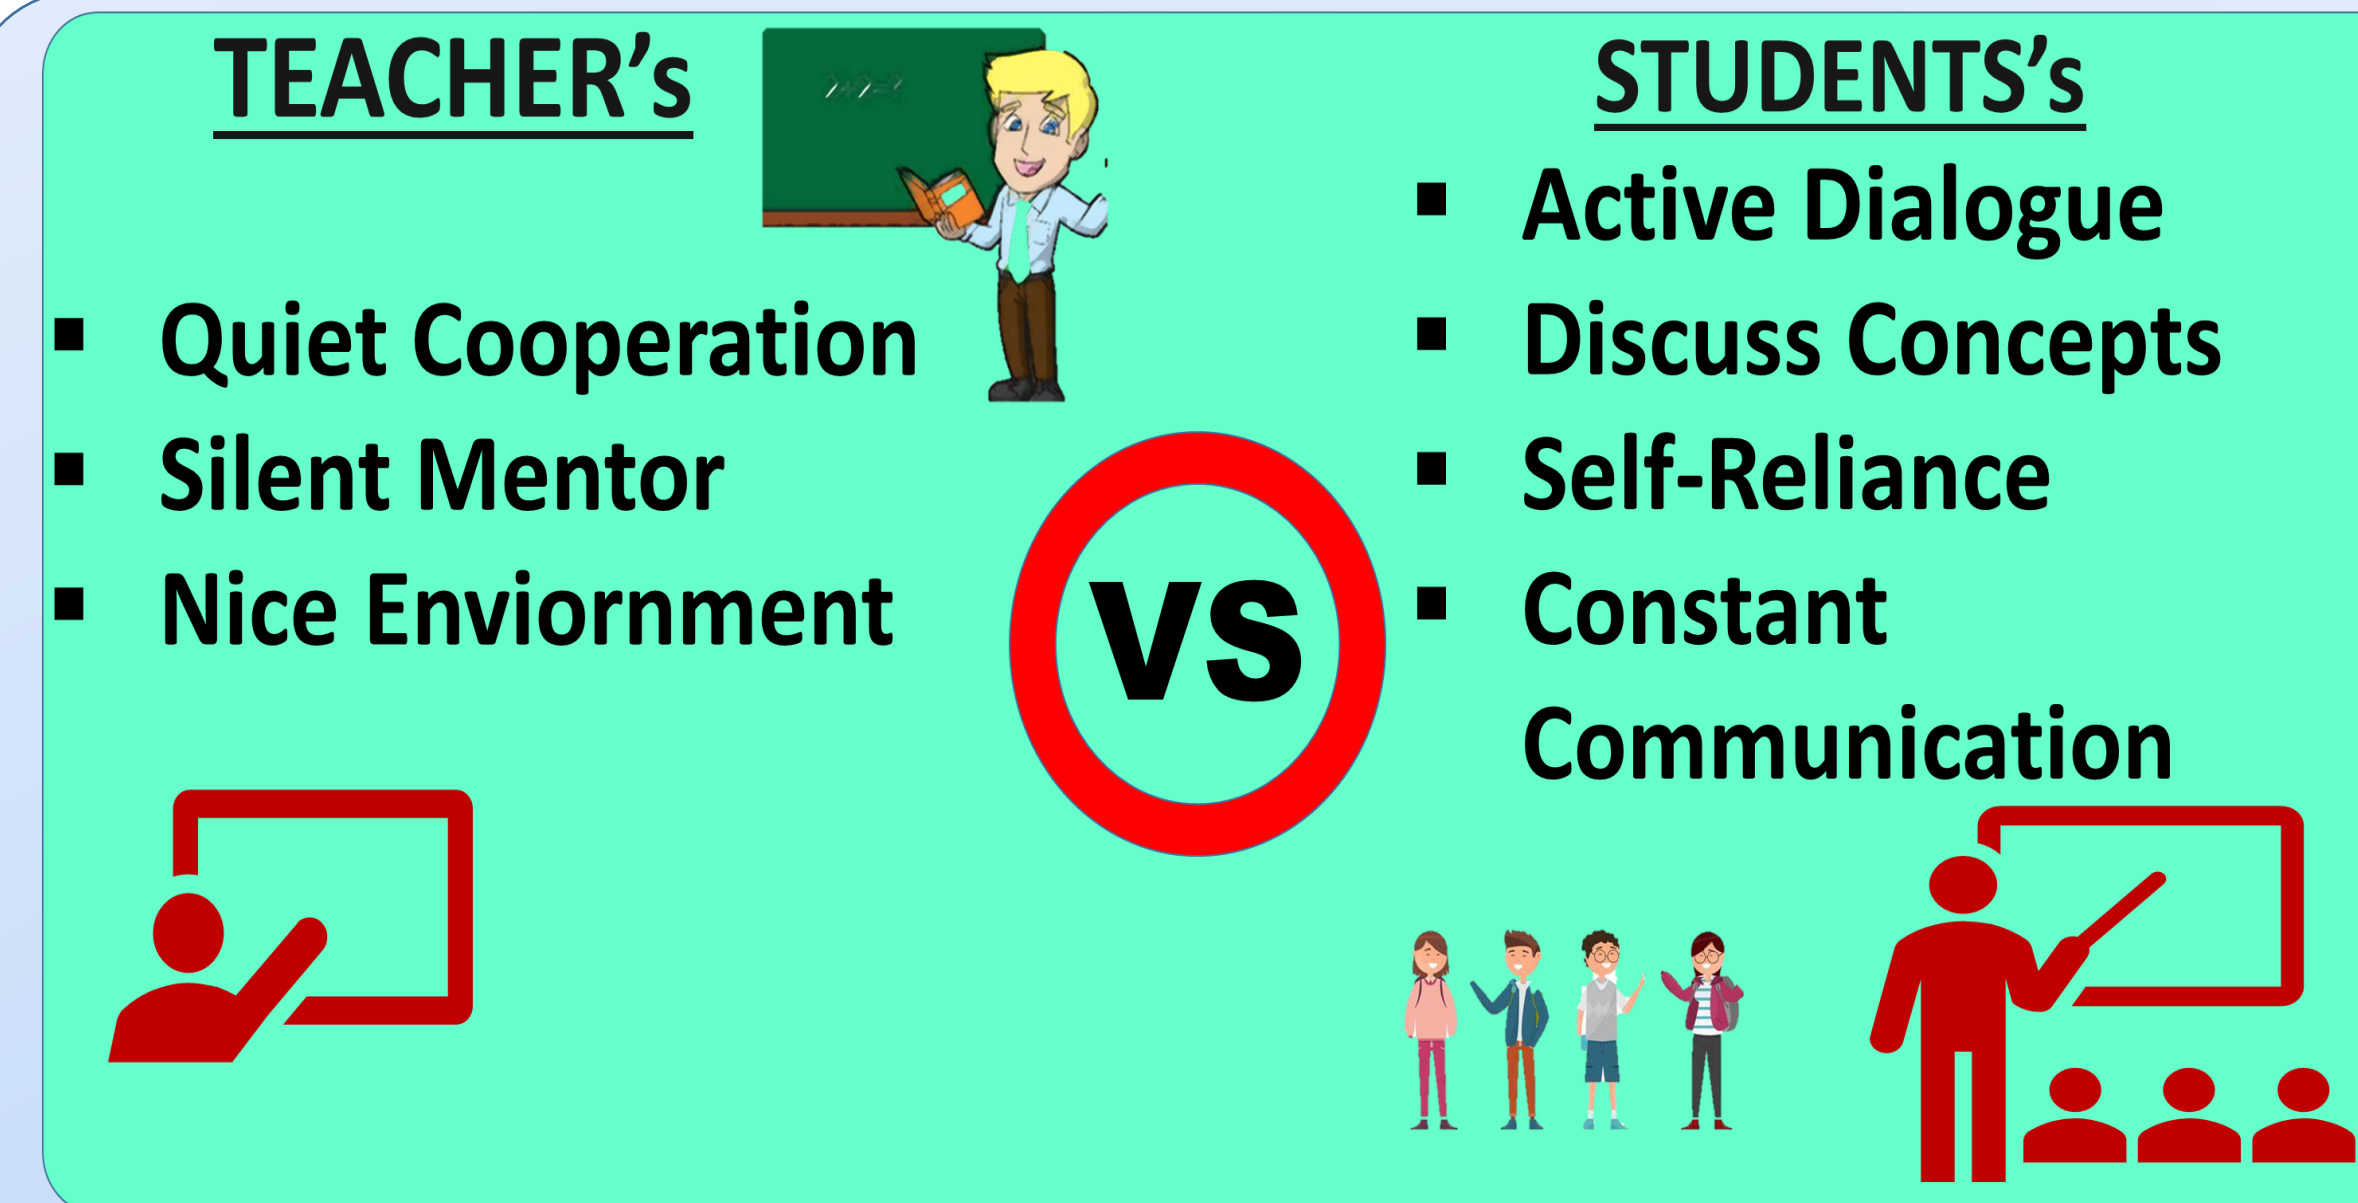 TEACHER’s
▪ Quiet Cooperation
▪ Silent Mentor
▪ Nice Enviornment
VS
STUDENTS’s
▪ Active Dialogue
▪ Discuss Concepts
▪ Self-Reliance
▪ Constant
Communication